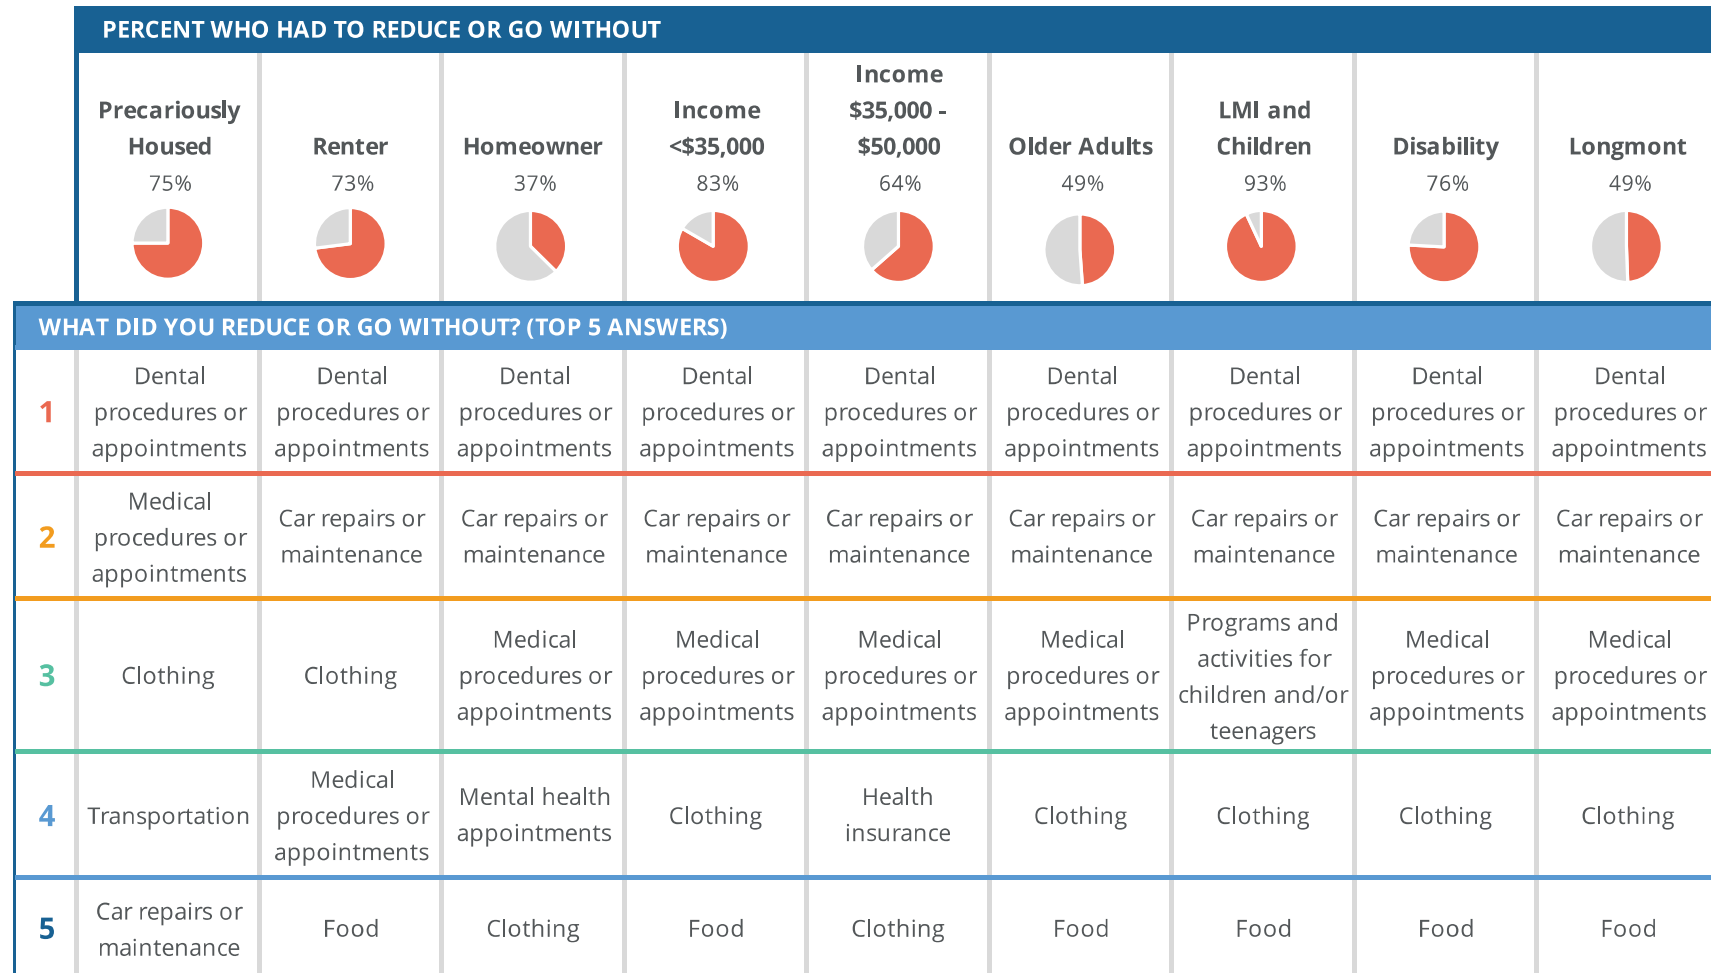 PERCENT WHO HAD TO REDUCE OR GO WITHOUT
Precariously
Housed
75%
Renter
73%
Homeowner
37%
Income
<$35,000
83%
Income
$35,000 -
$50,000
64%
Older Adults
49%
LMI and
Children
93%
Disability
76%
Longmont
49%
WHAT DID YOU REDUCE OR GO WITHOUT? (TOP 5 ANSWERS)
1
Dental
procedures or
appointments
Dental
procedures or
appointments
Dental
procedures or
appointments
Dental
procedures or
appointments
Dental
procedures or
appointments
Dental
procedures or
appointments
Dental
procedures or
appointments
Dental
procedures or
appointments
Dental
procedures or
appointments
2
Medical
procedures or
appointments
Car repairs or
maintenance
Car repairs or
maintenance
Car repairs or
maintenance
Car repairs or
maintenance
Car repairs or
maintenance
Car repairs or
maintenance
Car repairs or
maintenance
Car repairs or
maintenance
3
Clothing
Clothing
Medical
procedures or
appointments
Medical
procedures or
appointments
Medical
procedures or
appointments
Medical
procedures or
appointments
Programs and
activities for
children and/or
teenagers
Medical
procedures or
appointments
Medical
procedures or
appointments
4
Transportation
Medical
procedures or
appointments
Mental health
appointments
Clothing
Health
insurance
Clothing
Clothing
Clothing
Clothing
5
Car repairs or
maintenance
Food
Clothing
Food
Clothing
Food
Food
Food
Food